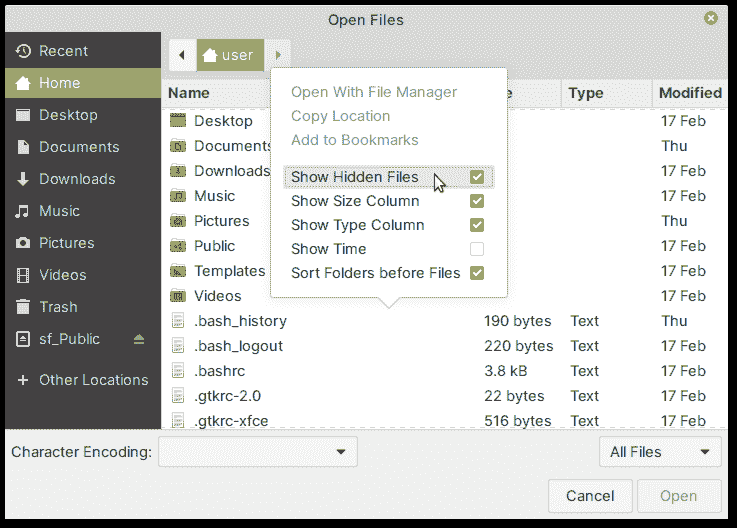 Open Files
Recent
Home
Desktop
Documents
Downloads
Music
Pictures
Videos
Trash
sf_Public
Other Locations
user
Name Type Modified
Open With File Manager
Copy Location
Add to Bookmarks
Show Hidden Files
Show Size Column
Show Type Column
Show Time
Sort Folders before Files
Desktop 17 Feb
Documents Thu
Downloads 17 Feb
Music 17 Feb
Pictures 17 Feb
Public 17 Feb
Templates 17 Feb
Videos 17 Feb
.bash_history 190 bytes Text Thu
.bash_logout 220 bytes Text 17 Feb
.bashrc 3.8 kB Text 17 Feb
.gtkrc-2.0 22 bytes Text 17 Feb
.gtkrc-xfce 516 bytes Text 17 Feb
Character Encoding: All Files
Cancel Open